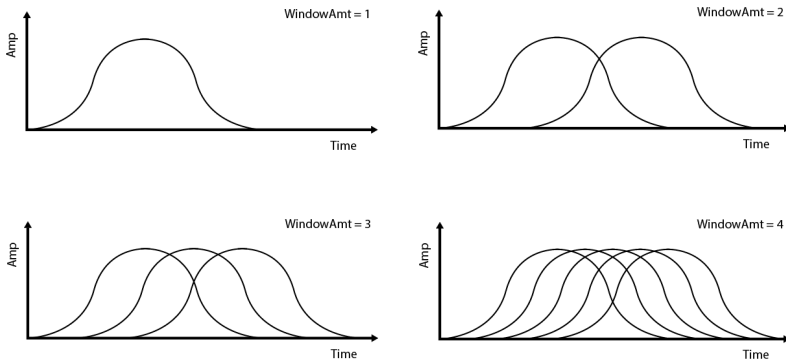 WindowAmt = 1
Amp
Time
WindowAmt = 2
Amp
Time
WindowAmt = 3
Amp
Time
WindowAmt = 4
Amp
Time